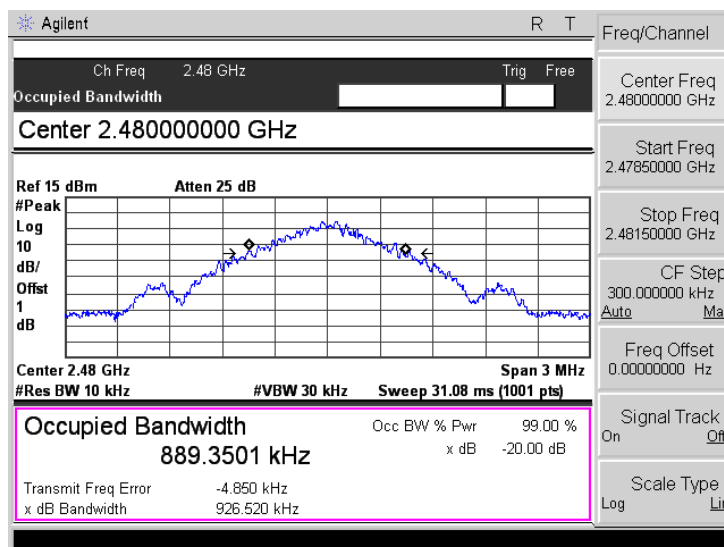 Agilent R T
Ch Freq 2.48 GHz Trig Free
Occupied Bandwidth
Center 2.480000000 GHz
Ref 15 dBm Atten 25 dB
#Peak
Log
10
dB/
Offst
1
dB
Center 2.48 GHz Span 3 MHz
#Res BW 10 kHz #VBW 30 kHz Sweep 31.08 ms (1001 pts)
Occupied Bandwidth
889.3501 kHz
Occ BW % Pwr 99.00 %
x dB -20.00 dB
Transmit Freq Error -4.850 kHz
x dB Bandwidth 926.520 kHz
Freq/Channel
Center Freq
2.48000000 GHz
Start Freq
2.47850000 GHz
Stop Freq
2.48150000 GHz
CF Step
300.000000 kHz
Auto Ma
Freq Offset
0.00000000 Hz
Signal Track
On Off
Scale Type
Log Li